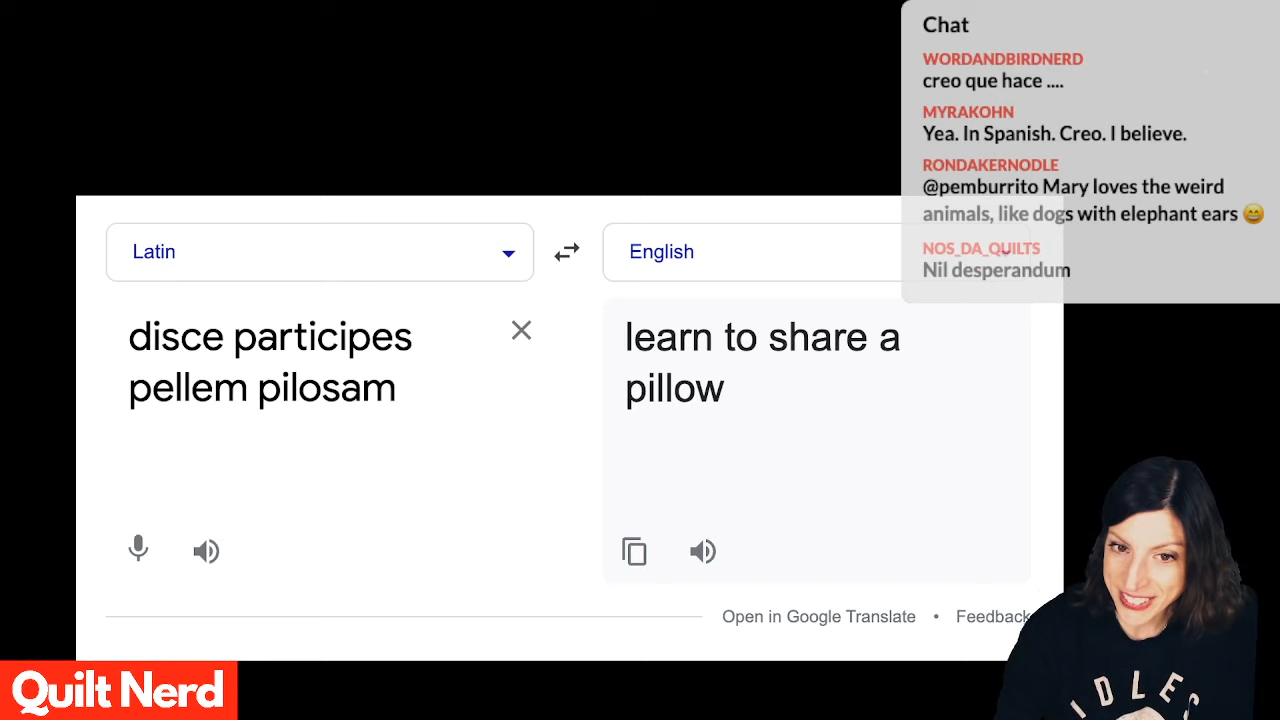 Chat
WORDANDBIRDNERD
creo que hace ....
MYRAKOHN
Yea. In Spanish. Creo. I believe.
RONDAKERNODLE
@pemburrito Mary loves the weird
animals, like dogs with elephant ears 😄
NOS_DA_QUILTS
Nil desperandum
Latin
English
disce participes
pellem pilosam
learn to share a
pillow
Open in Google Translate • Feedback
IDLES
Quilt Nerd